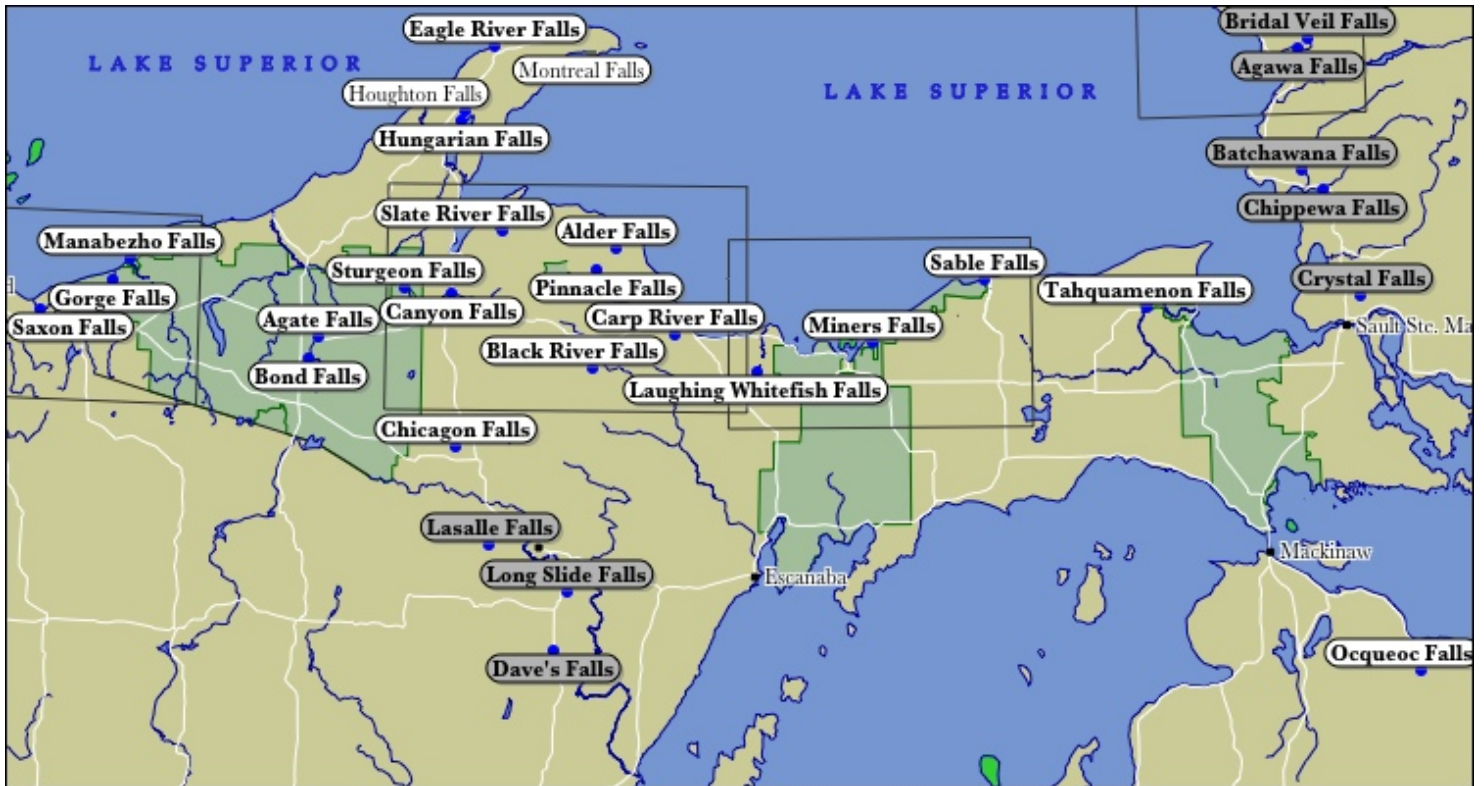 Eagle River Falls
Bridal Veil Falls
LAKE SUPERIOR
Montreal Falls
Agawa Falls
Houghton Falls
LAKE SUPERIOR
Hungarian Falls
Batchawana Falls
Slate River Falls
Chippewa Falls
Manabezho Falls
Alder Falls
Sturgeon Falls
Sable Falls
Crystal Falls
Pinnacle Falls
Tahquamenon Falls
Gorge Falls
Canyon Falls
Carp River Falls
Saxon Falls
Agate Falls
Miners Falls
Sault Ste. Ma
Black River Falls
Bond Falls
Laughing Whitefish Falls
Chicagon Falls
Lasalle Falls
Mackinaw
Long Slide Falls
Escanaba
Ocqueoc Falls
Dave's Falls